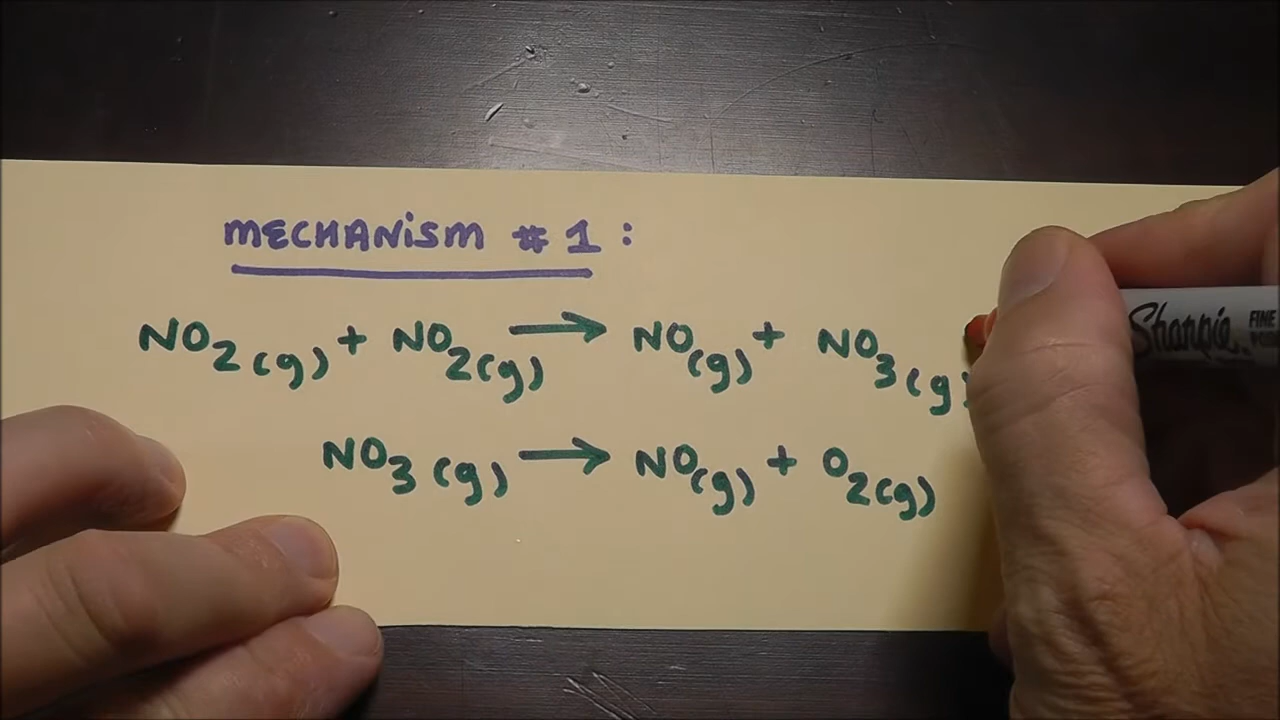 MECHANiSM # 1 :
NO₂(g) + NO₂(g) → NO(g) + NO₃(g)
NO₃(g) → NO(g) + O₂(g)
Sharpie
FINE